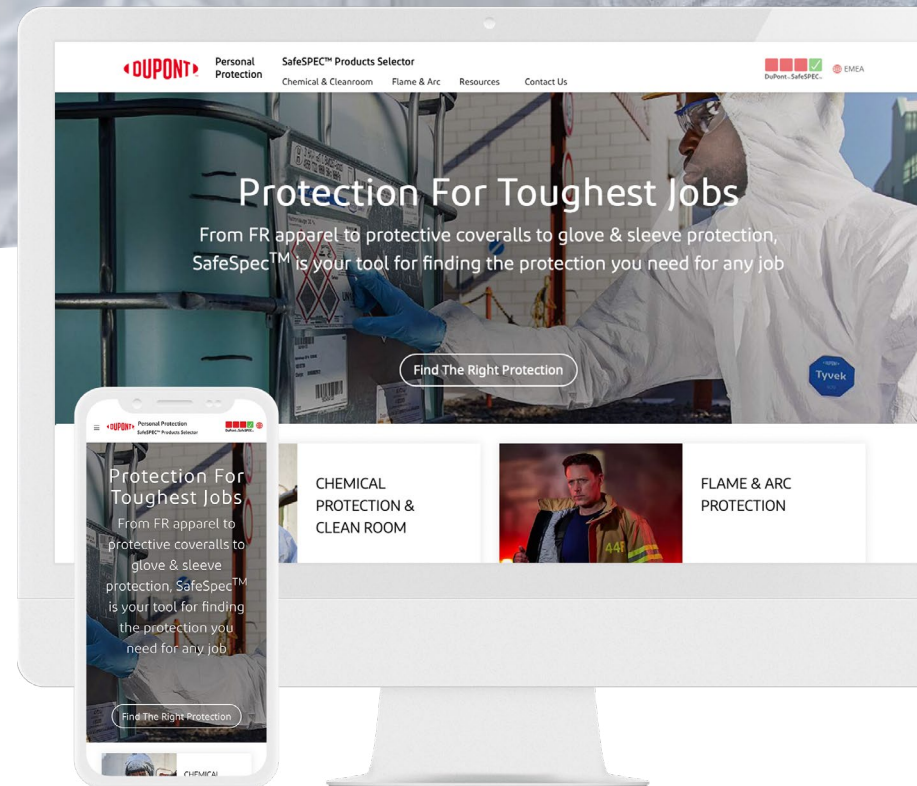 DUPONT
Personal
Protection
SafeSPEC™ Products Selector
Chemical & Cleanroom Flame & Arc Resources Contact Us
DuPont™ SafeSPEC™
EMEA
Protection For Toughest Jobs
From FR apparel to protective coveralls to glove & sleeve protection,
SafeSpec™ is your tool for finding the protection you need for any job
Find The Right Protection
Tyvek
CHEMICAL
PROTECTION &
CLEAN ROOM
441
FLAME & ARC
PROTECTION
DUPONT
Personal Protection
SafeSPEC™ Products Selector
Protection For
Toughest Jobs
From FR apparel to
protective coveralls to
glove & sleeve
protection, SafeSpec™
is your tool for finding
the protection you
need for any job
Find The Right Protection
CHEMICAL